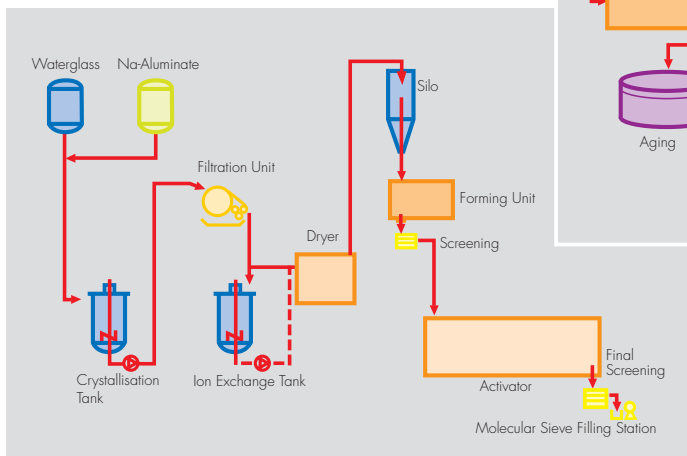 Waterglass
Na-Aluminate
Silo
Aging
Filtration Unit
Forming Unit
Dryer
Screening
Crystallisation
Tank
Ion Exchange Tank
Activator
Final
Screening
Molecular Sieve Filling Station